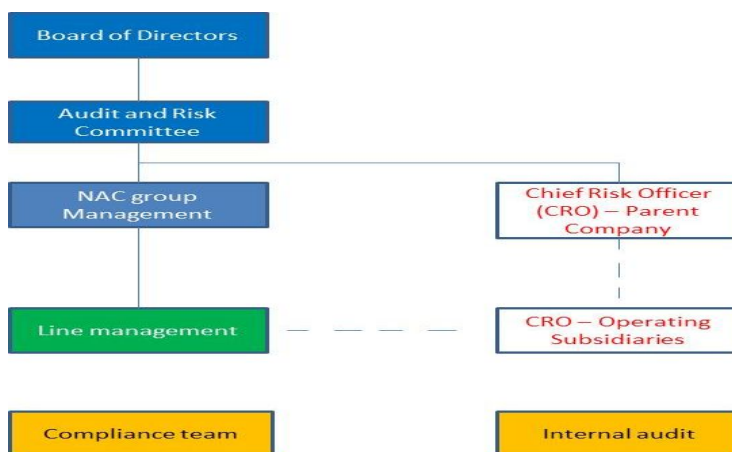 Board of Directors
Audit and Risk
Committee
NAC group
Management
Chief Risk Officer
(CRO) – Parent
Company
Line management
CRO – Operating
Subsidiaries
Compliance team
Internal audit